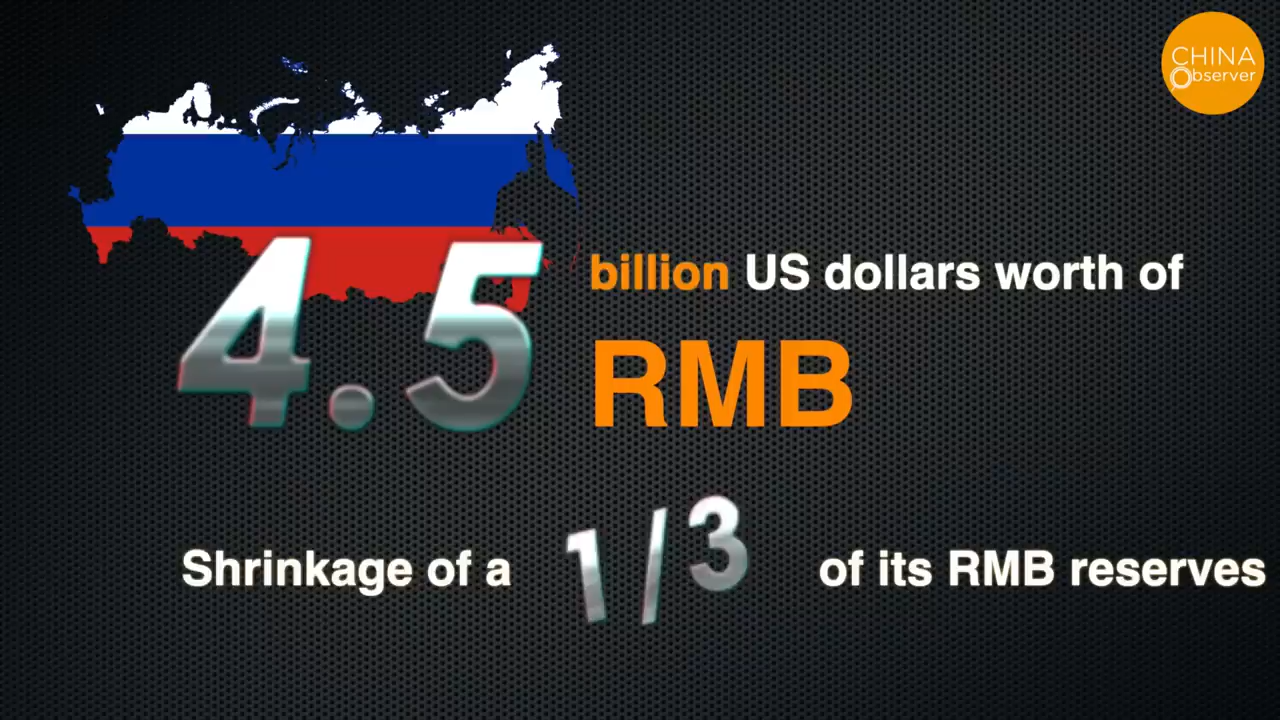 CHINA
Observer
4.5 billion US dollars worth of
RMB
Shrinkage of a 1/3 of its RMB reserves